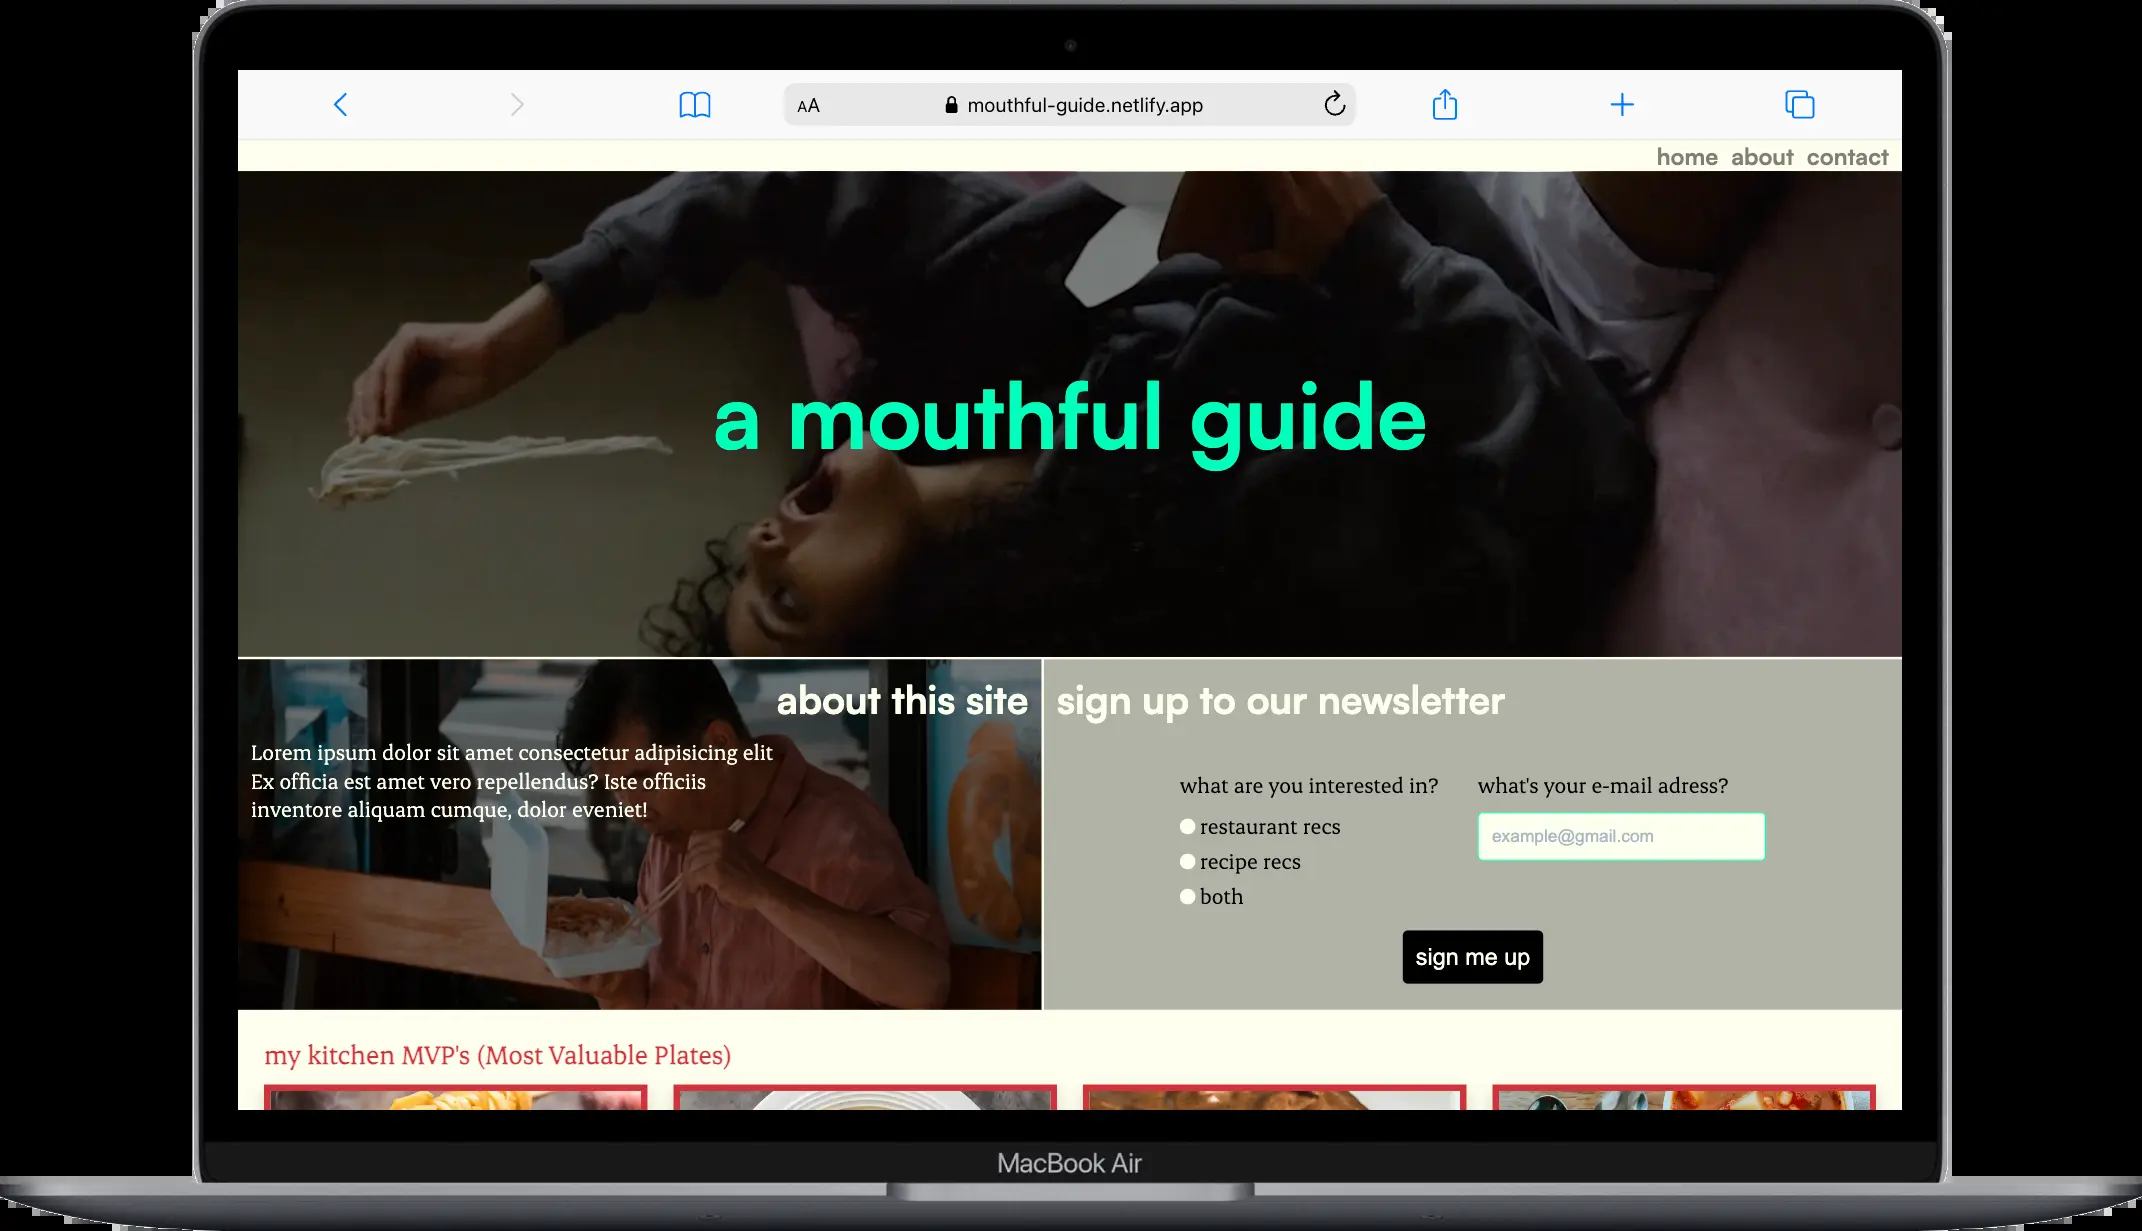 AA mouthful-guide.netlify.app
home about contact
a mouthful guide
about this site
Lorem ipsum dolor sit amet consectetur adipisicing elit
Ex officia est amet vero repellendus? Iste officiis
inventore aliquam cumque, dolor eveniet!
sign up to our newsletter
what are you interested in?
restaurant recs
recipe recs
both
what's your e-mail adress?
example@gmail.com
sign me up
my kitchen MVP's (Most Valuable Plates)
MacBook Air